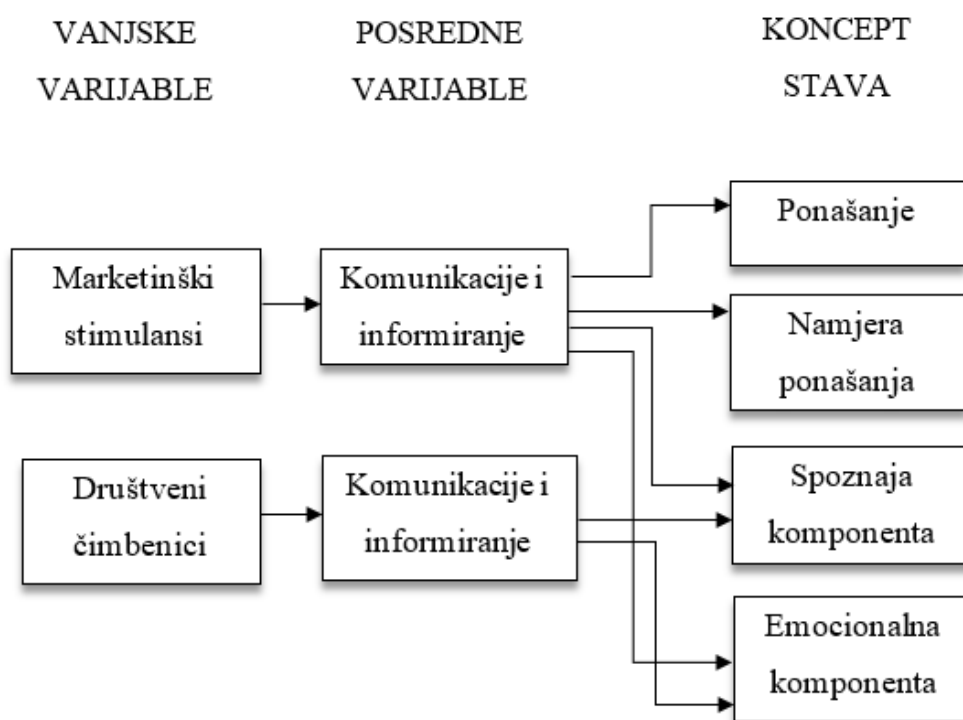 VANJSKE
VARIJABLE
POSREDNE
VARIJABLE
KONCEPT
STAVA
Marketinški
stimulansi
Komunikacije i
informiranje
Ponašanje
Namjera
ponašanja
Društveni
čimbenici
Komunikacije i
informiranje
Spoznaja
komponenta
Emocionalna
komponenta